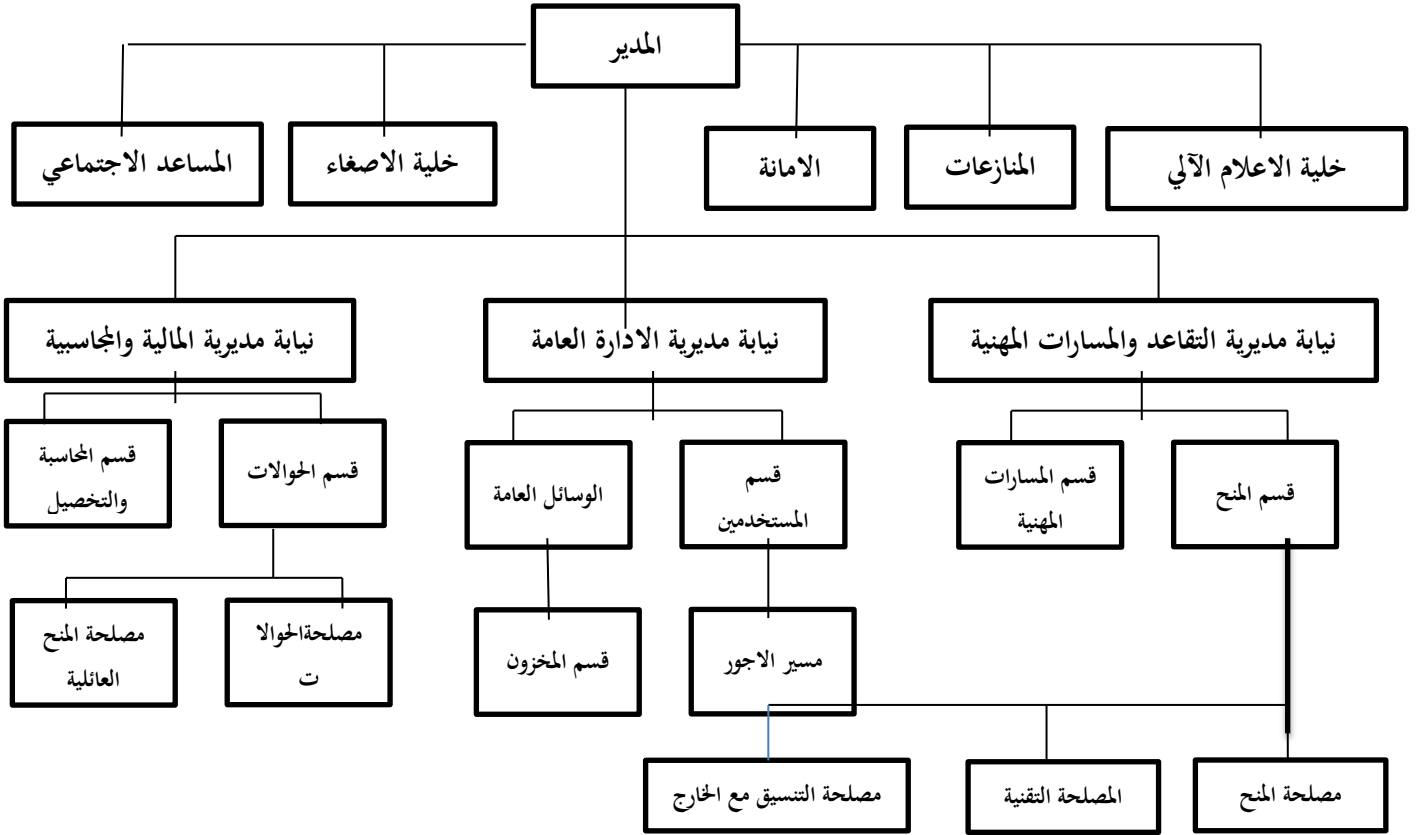 المدير
خلية الاعلام الآلي
المنازعات
الامانة
خلية الاصغاء
المساعد الاجتماعي
نيابة مديرية التقاعد والمسارات المهنية
نيابة مديرية الادارة العامة
نيابة مديرية المالية والمحاسبية
قسم المنح
قسم المسارات
المهنية
قسم
المستخدمين
الوسائل العامة
قسم الحوالات
قسم المحاسبة
والتخصيل
مسير الاجور
قسم المخزون
مصلحةالحوالا
ت
مصلحة المنح
العائلية
مصلحة المنح
المصلحة التقنية
مصلحة التنسيق مع الخارج